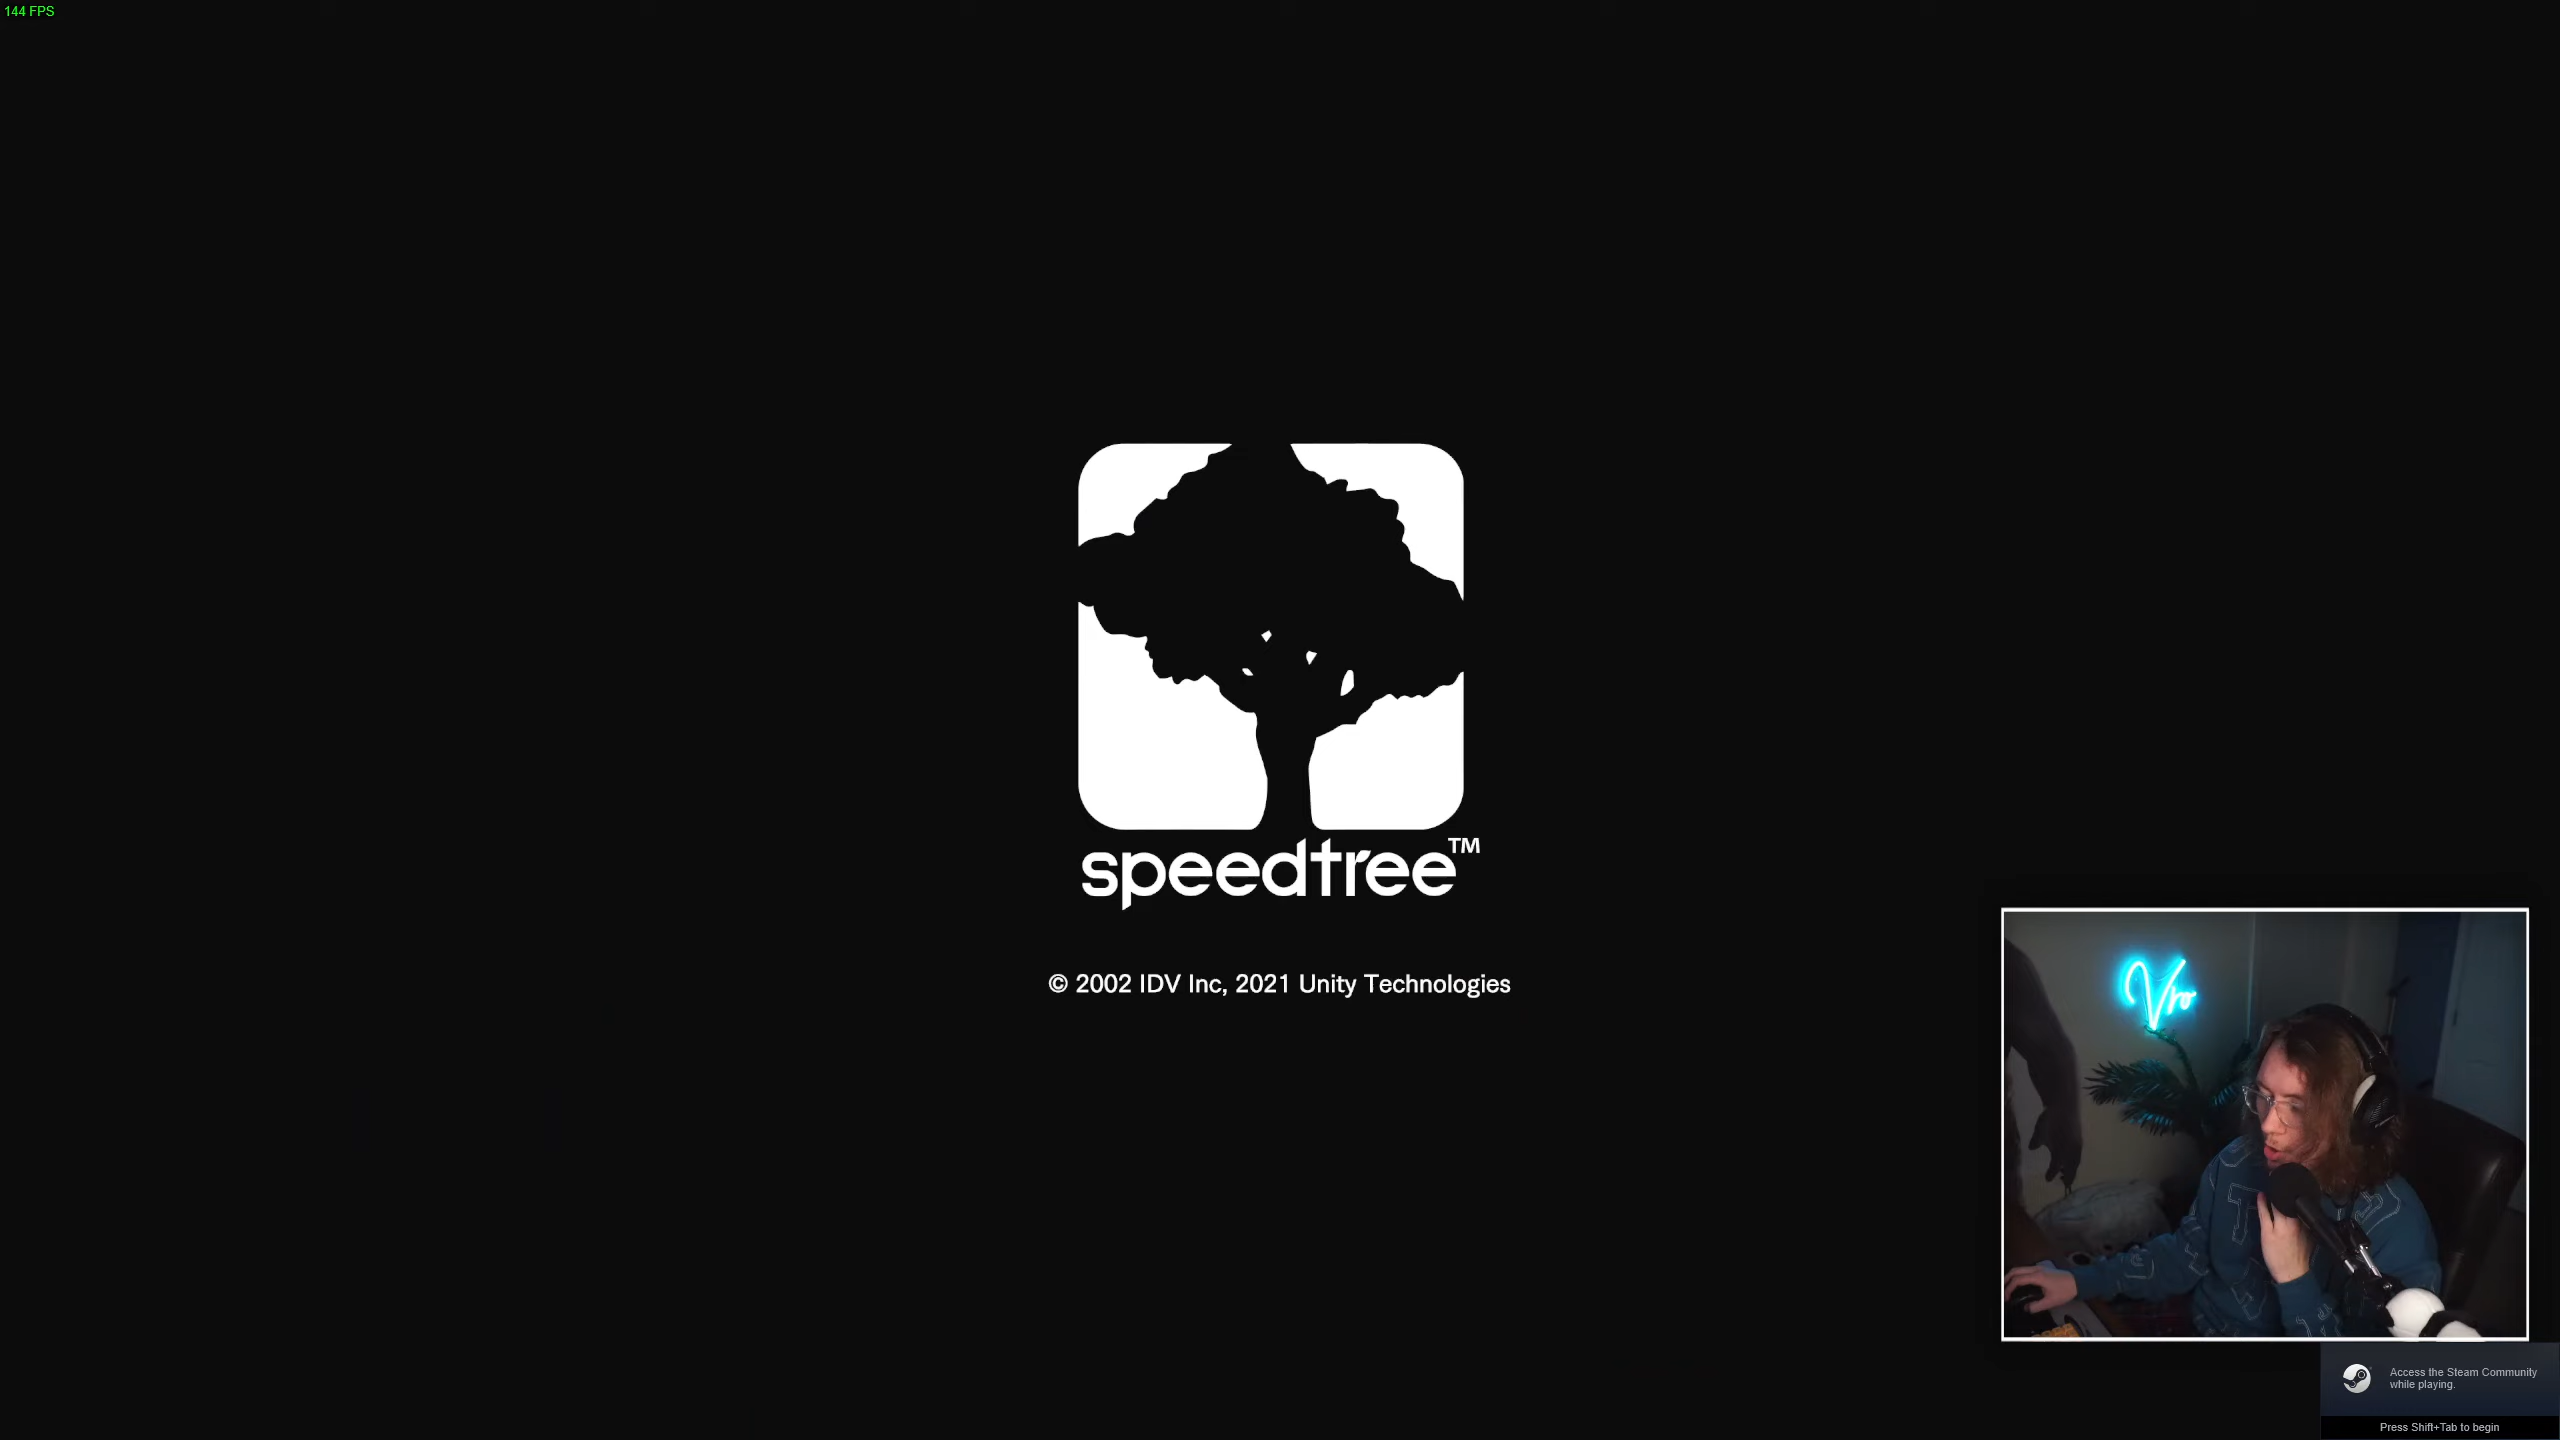 144 FPS
speedtree™
© 2002 IDV Inc, 2021 Unity Technologies
Vro
Access the Steam Community
while playing.
Press Shift+Tab to begin